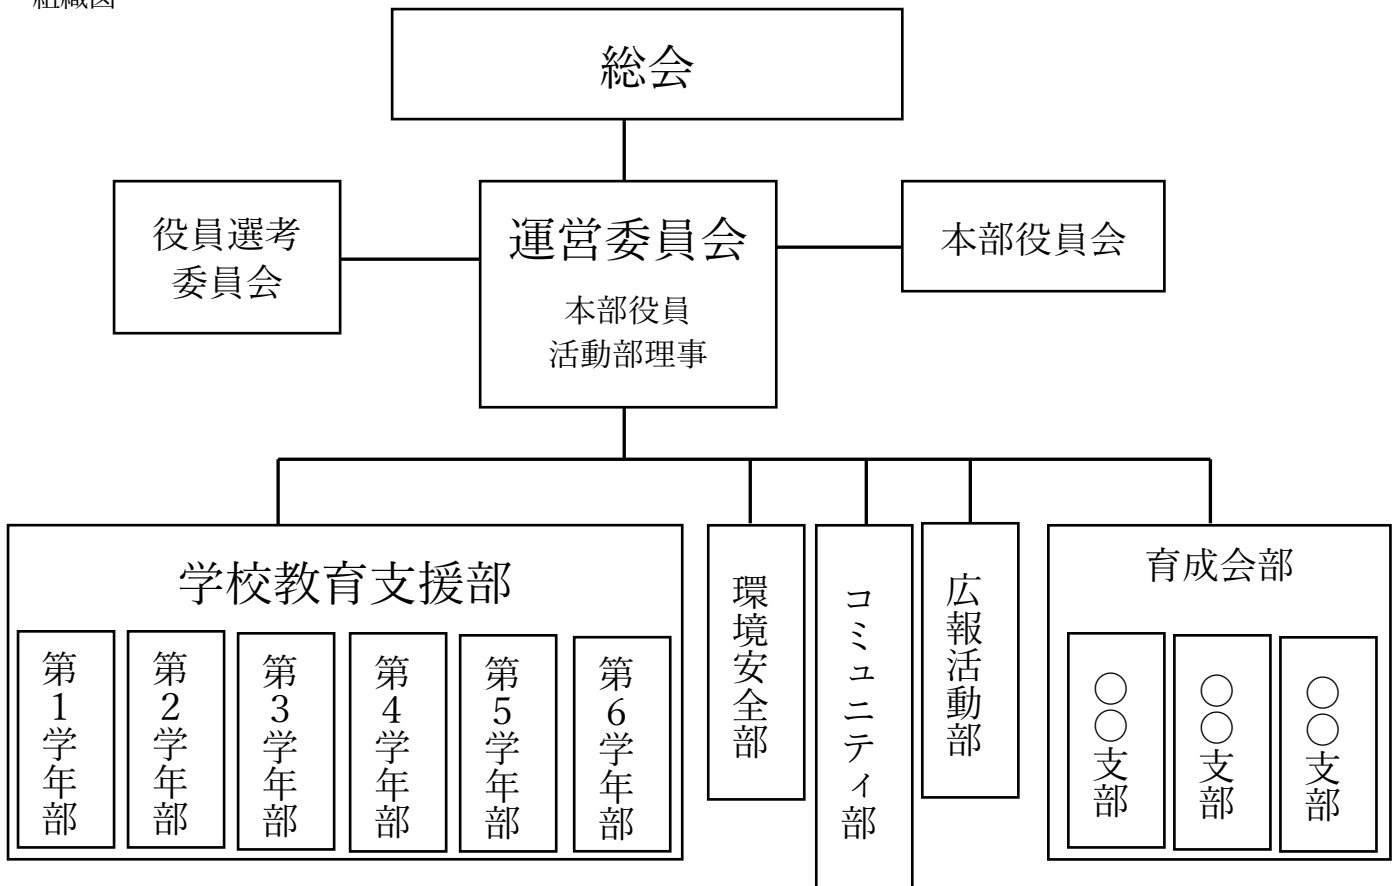 組織図
総会
役員選考
委員会
運営委員会
本部役員
活動部理事
本部役員会
学校教育支援部
第1学年部
第2学年部
第3学年部
第4学年部
第5学年部
第6学年部
環境安全部
コミュニティ部
広報活動部
育成会部
○○支部
○○支部
○○支部